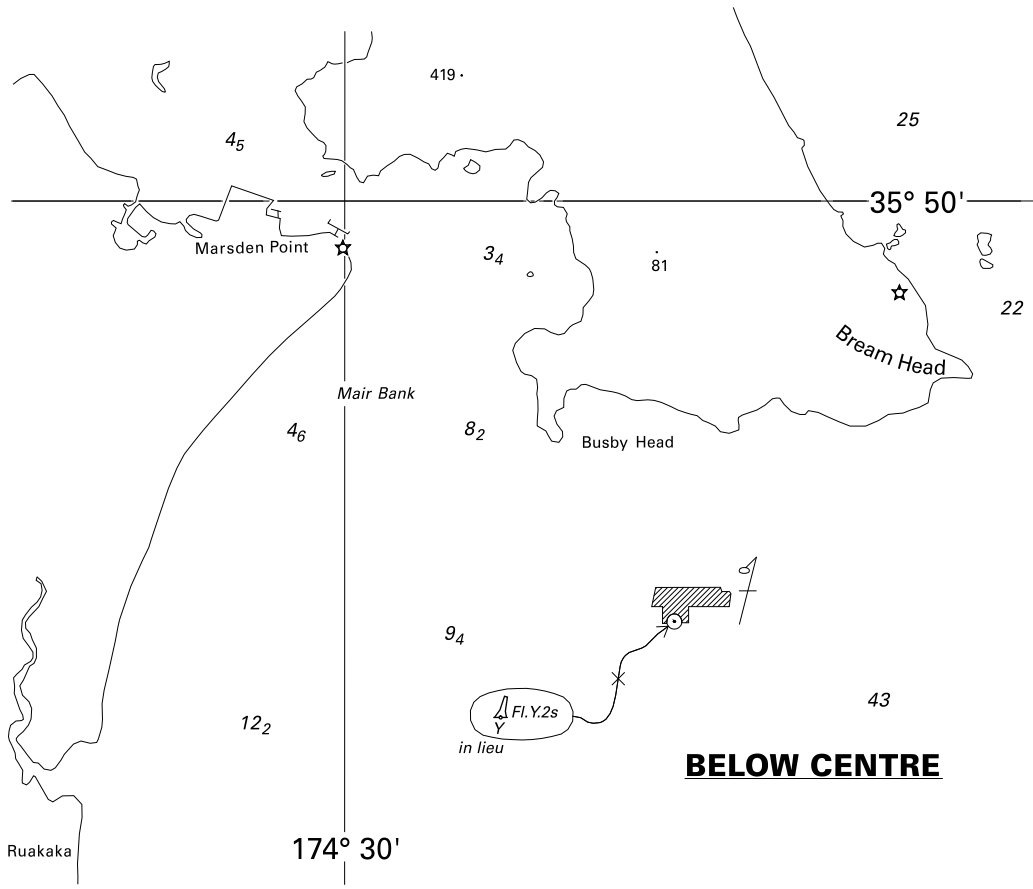 419
25
4₅
35° 50'
Marsden Point
3₄
81
22
Bream Head
Mair Bank
4₆
8₂
Busby Head
9₄
43
Fl.Y.2s
Y
12₂
in lieu
BELOW CENTRE
174° 30'
Ruakaka